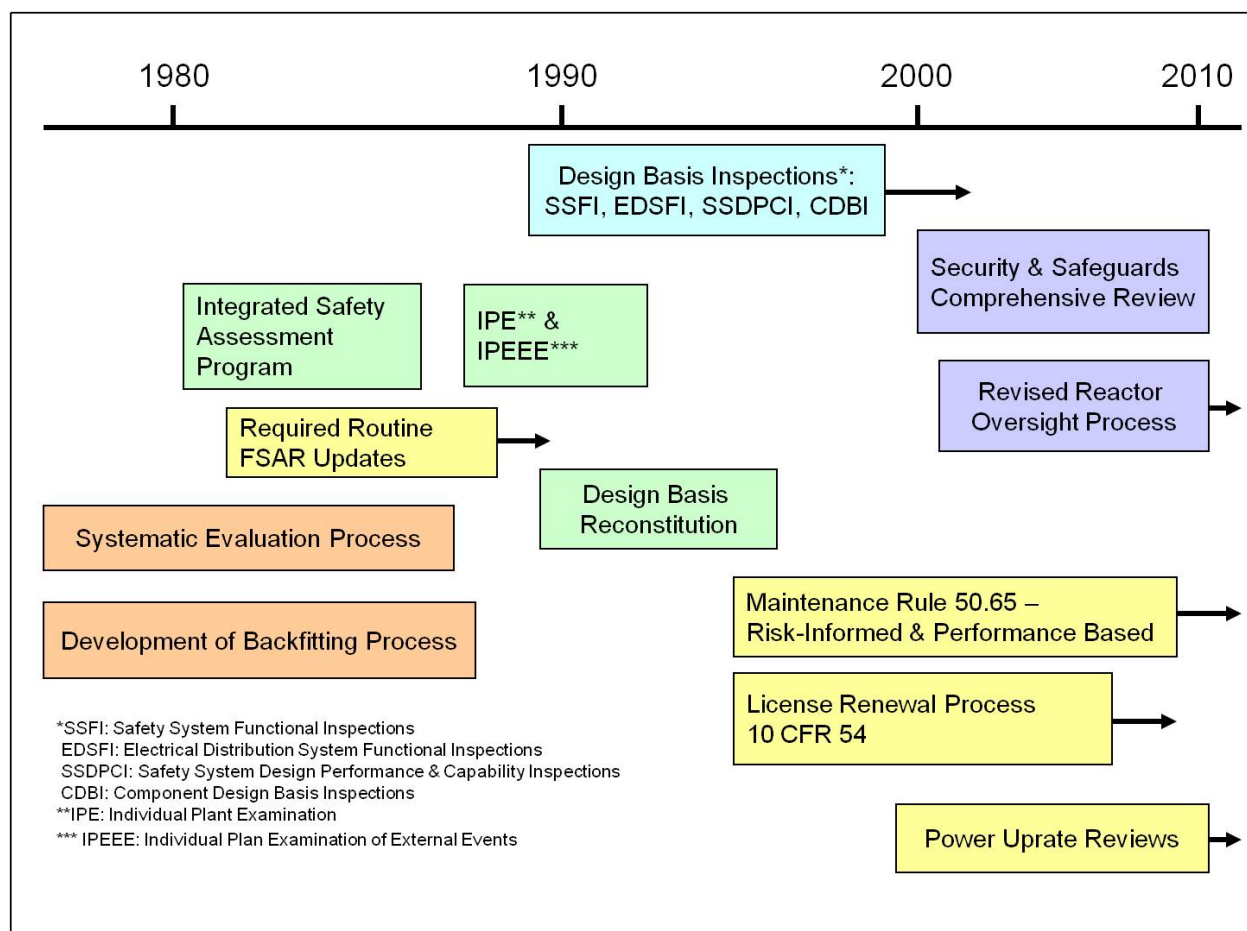 1980
1990
2000
2010
Design Basis Inspections*:
SSFI, EDSFI, SSDPCI, CDBI
Security & Safeguards
Comprehensive Review
Integrated Safety
Assessment
Program
IPE** &
IPEEE***
Revised Reactor
Oversight Process
Required Routine
FSAR Updates
Design Basis
Reconstitution
Systematic Evaluation Process
Maintenance Rule 50.65 –
Risk-Informed & Performance Based
Development of Backfitting Process
License Renewal Process
10 CFR 54
*SSFI: Safety System Functional Inspections
EDSFI: Electrical Distribution System Functional Inspections
SSDPCI: Safety System Design Performance & Capability Inspections
CDBI: Component Design Basis Inspections
**IPE: Individual Plant Examination
*** IPEEE: Individual Plan Examination of External Events
Power Uprate Reviews